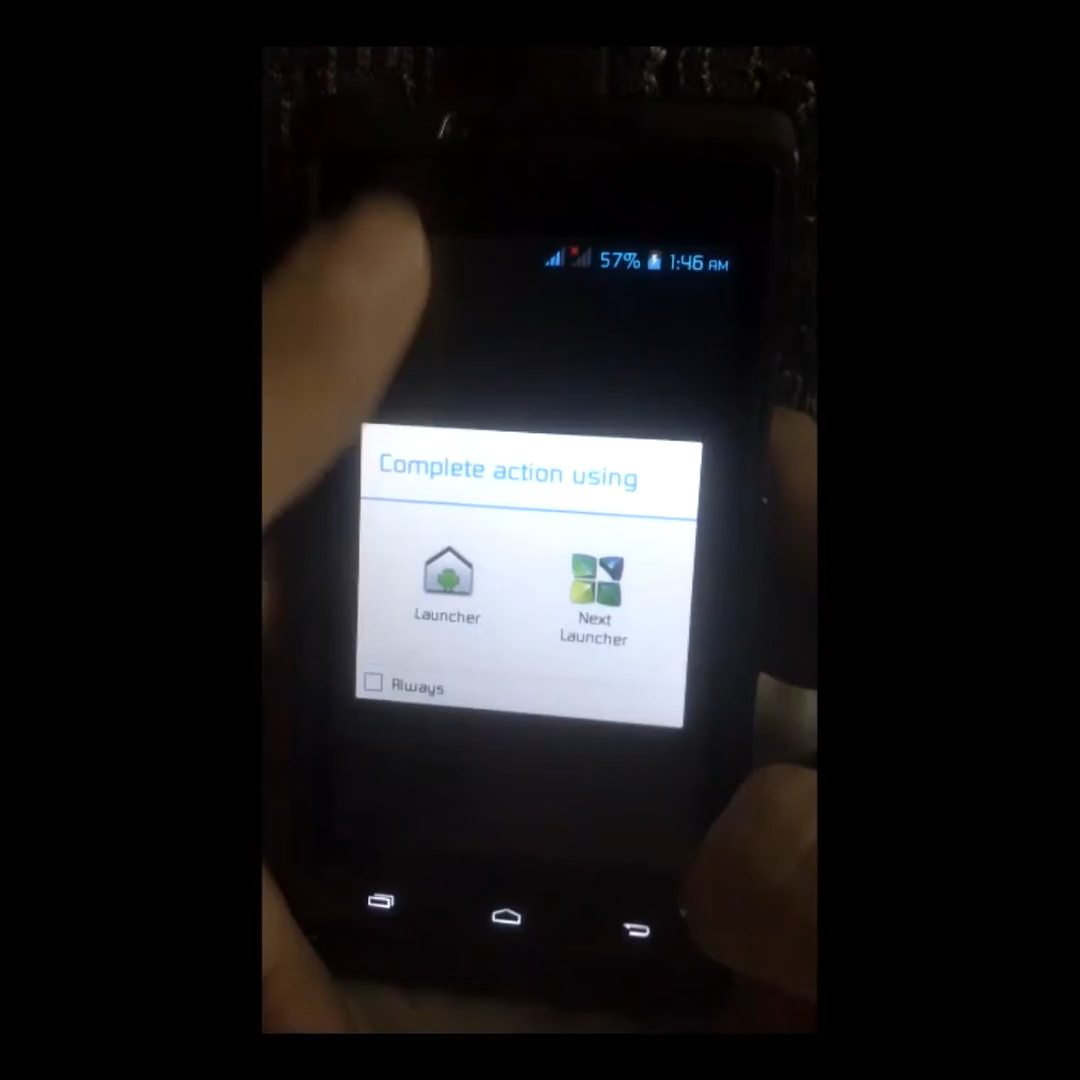 57% 1:46 AM
Complete action using
Launcher
Next
Launcher
Always